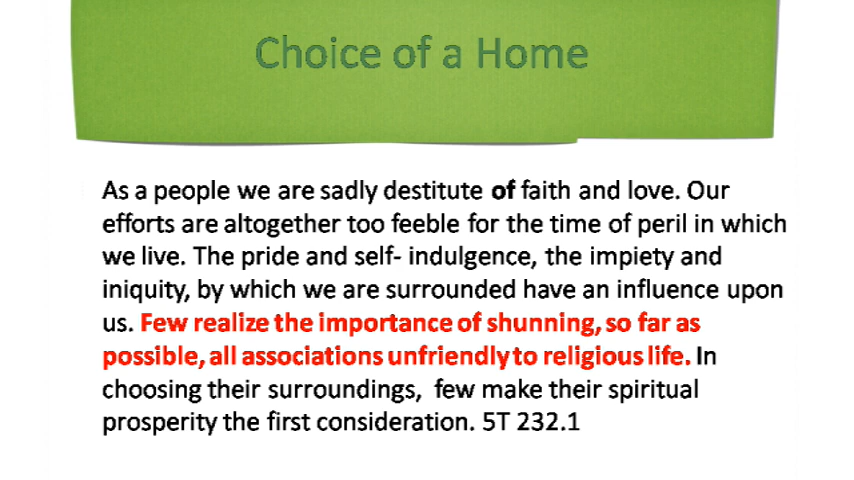 Choice of a Home
As a people we are sadly destitute of faith and love. Our
efforts are altogether too feeble for the time of peril in which
we live. The pride and self- indulgence, the impiety and
iniquity, by which we are surrounded have an influence upon
us. Few realize the importance of shunning, so far as
possible, all associations unfriendly to religious life. In
choosing their surroundings, few make their spiritual
prosperity the first consideration. 5T 232.1